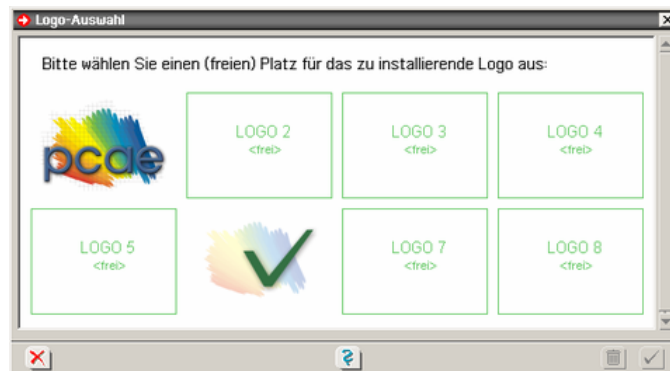 Logo-Auswahl
Bitte wählen Sie einen (freien) Platz für das zu installierende Logo aus:
pcae
LOGO 2
<frei>
LOGO 3
<frei>
LOGO 4
<frei>
LOGO 5
<frei>
LOGO 7
<frei>
LOGO 8
<frei>